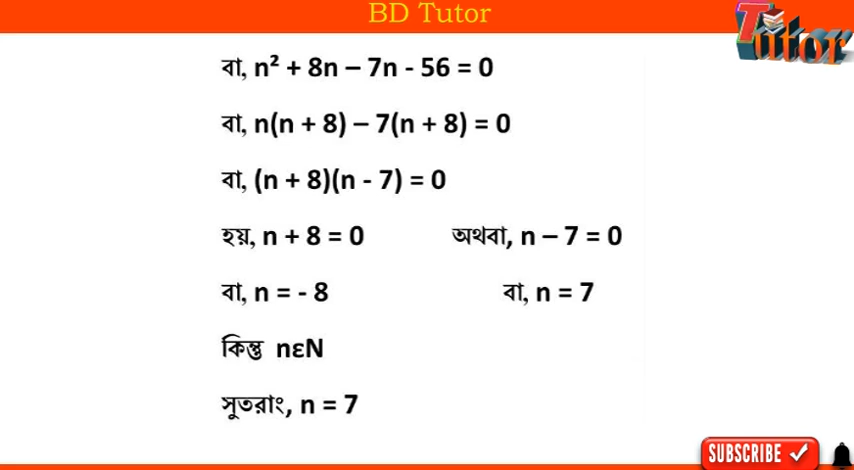 BD Tutor
Tutor
বা, n² + 8n – 7n - 56 = 0
বা, n(n + 8) – 7(n + 8) = 0
বা, (n + 8)(n - 7) = 0
হয়, n + 8 = 0 অথবা, n – 7 = 0
বা, n = - 8 বা, n = 7
কিন্তু nεN
সুতরাং, n = 7
SUBSCRIBE